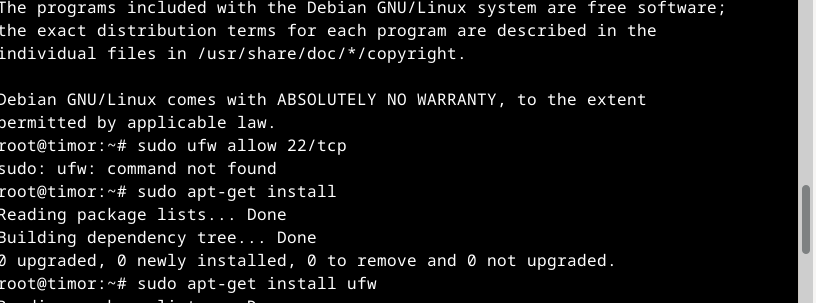 The programs included with the Debian GNU/Linux system are free software;
the exact distribution terms for each program are described in the
individual files in /usr/share/doc/*/copyright.
Debian GNU/Linux comes with ABSOLUTELY NO WARRANTY, to the extent
permitted by applicable law.
root@timor:~# sudo ufw allow 22/tcp
sudo: ufw: command not found
root@timor:~# sudo apt-get install
Reading package lists... Done
Building dependency tree... Done
0 upgraded, 0 newly installed, 0 to remove and 0 not upgraded.
root@timor:~# sudo apt-get install ufw